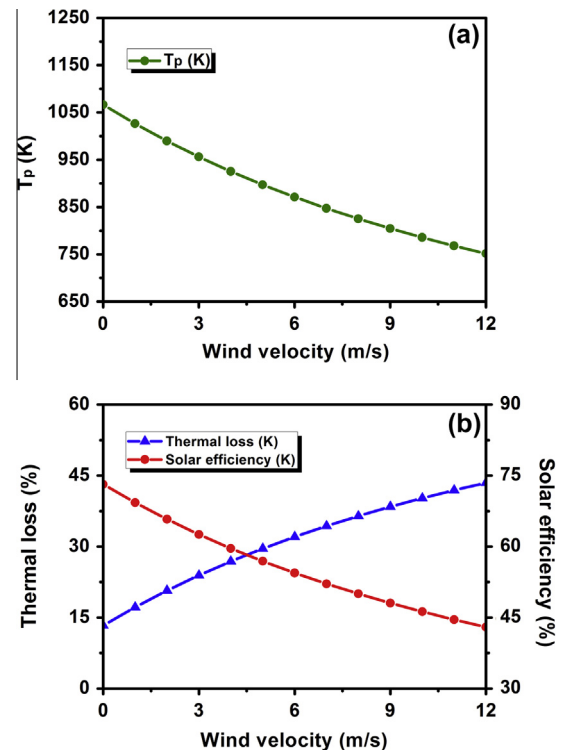 1250
(a)
Tp (K)
1150
1050
950
850
750
650
Tp (K)
0 3 6 9 12
Wind velocity (m/s)
60 90
(b)
Thermal loss (K)
Solar efficiency (K)
45 75
30 60
15 45
0 30
Thermal loss (%)
Solar efficiency (%)
0 3 6 9 12
Wind velocity (m/s)